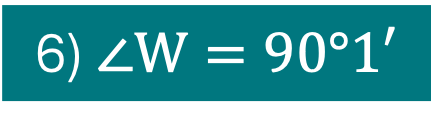 6) ∠W = 90°1′